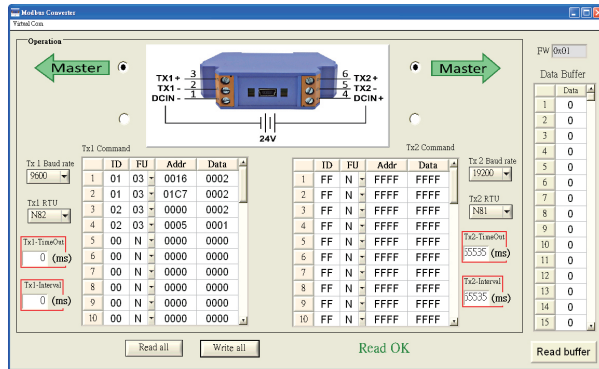 Modbus Converter
Virtual Com
Operation
FW 0x01
Master
Master
TX1+ 3
TX1- 2
DCIN- 1
6 TX2+
5 TX2-
4 DCIN+
24V
Data Buffer
Data
1 0
2 0
3 0
4 0
5 0
6 0
7 0
8 0
9 0
10 0
11 0
12 0
13 0
14 0
15 0
Tx1 Command
Tx 1 Baud rate
9600
Tx1 RTU
N82
Tx1-TimeOut
0 (ms)
Tx1-Interval
0 (ms)
ID FU Addr Data
1 01 03 0016 0002
2 01 03 01C7 0002
3 02 03 0000 0002
4 02 03 0005 0001
5 00 N 0000 0000
6 00 N 0000 0000
7 00 N 0000 0000
8 00 N 0000 0000
9 00 N 0000 0000
10 00 N 0000 0000
Tx2 Command
ID FU Addr Data
1 FF N FFFF FFFF
2 FF N FFFF FFFF
3 FF N FFFF FFFF
4 FF N FFFF FFFF
5 FF N FFFF FFFF
6 FF N FFFF FFFF
7 FF N FFFF FFFF
8 FF N FFFF FFFF
9 FF N FFFF FFFF
10 FF N FFFF FFFF
Tx 2 Baud rate
19200
Tx2 RTU
N81
Tx2-TimeOut
55535 (ms)
Tx2-Interval
55535 (ms)
Read all
Write all
Read OK
Read buffer